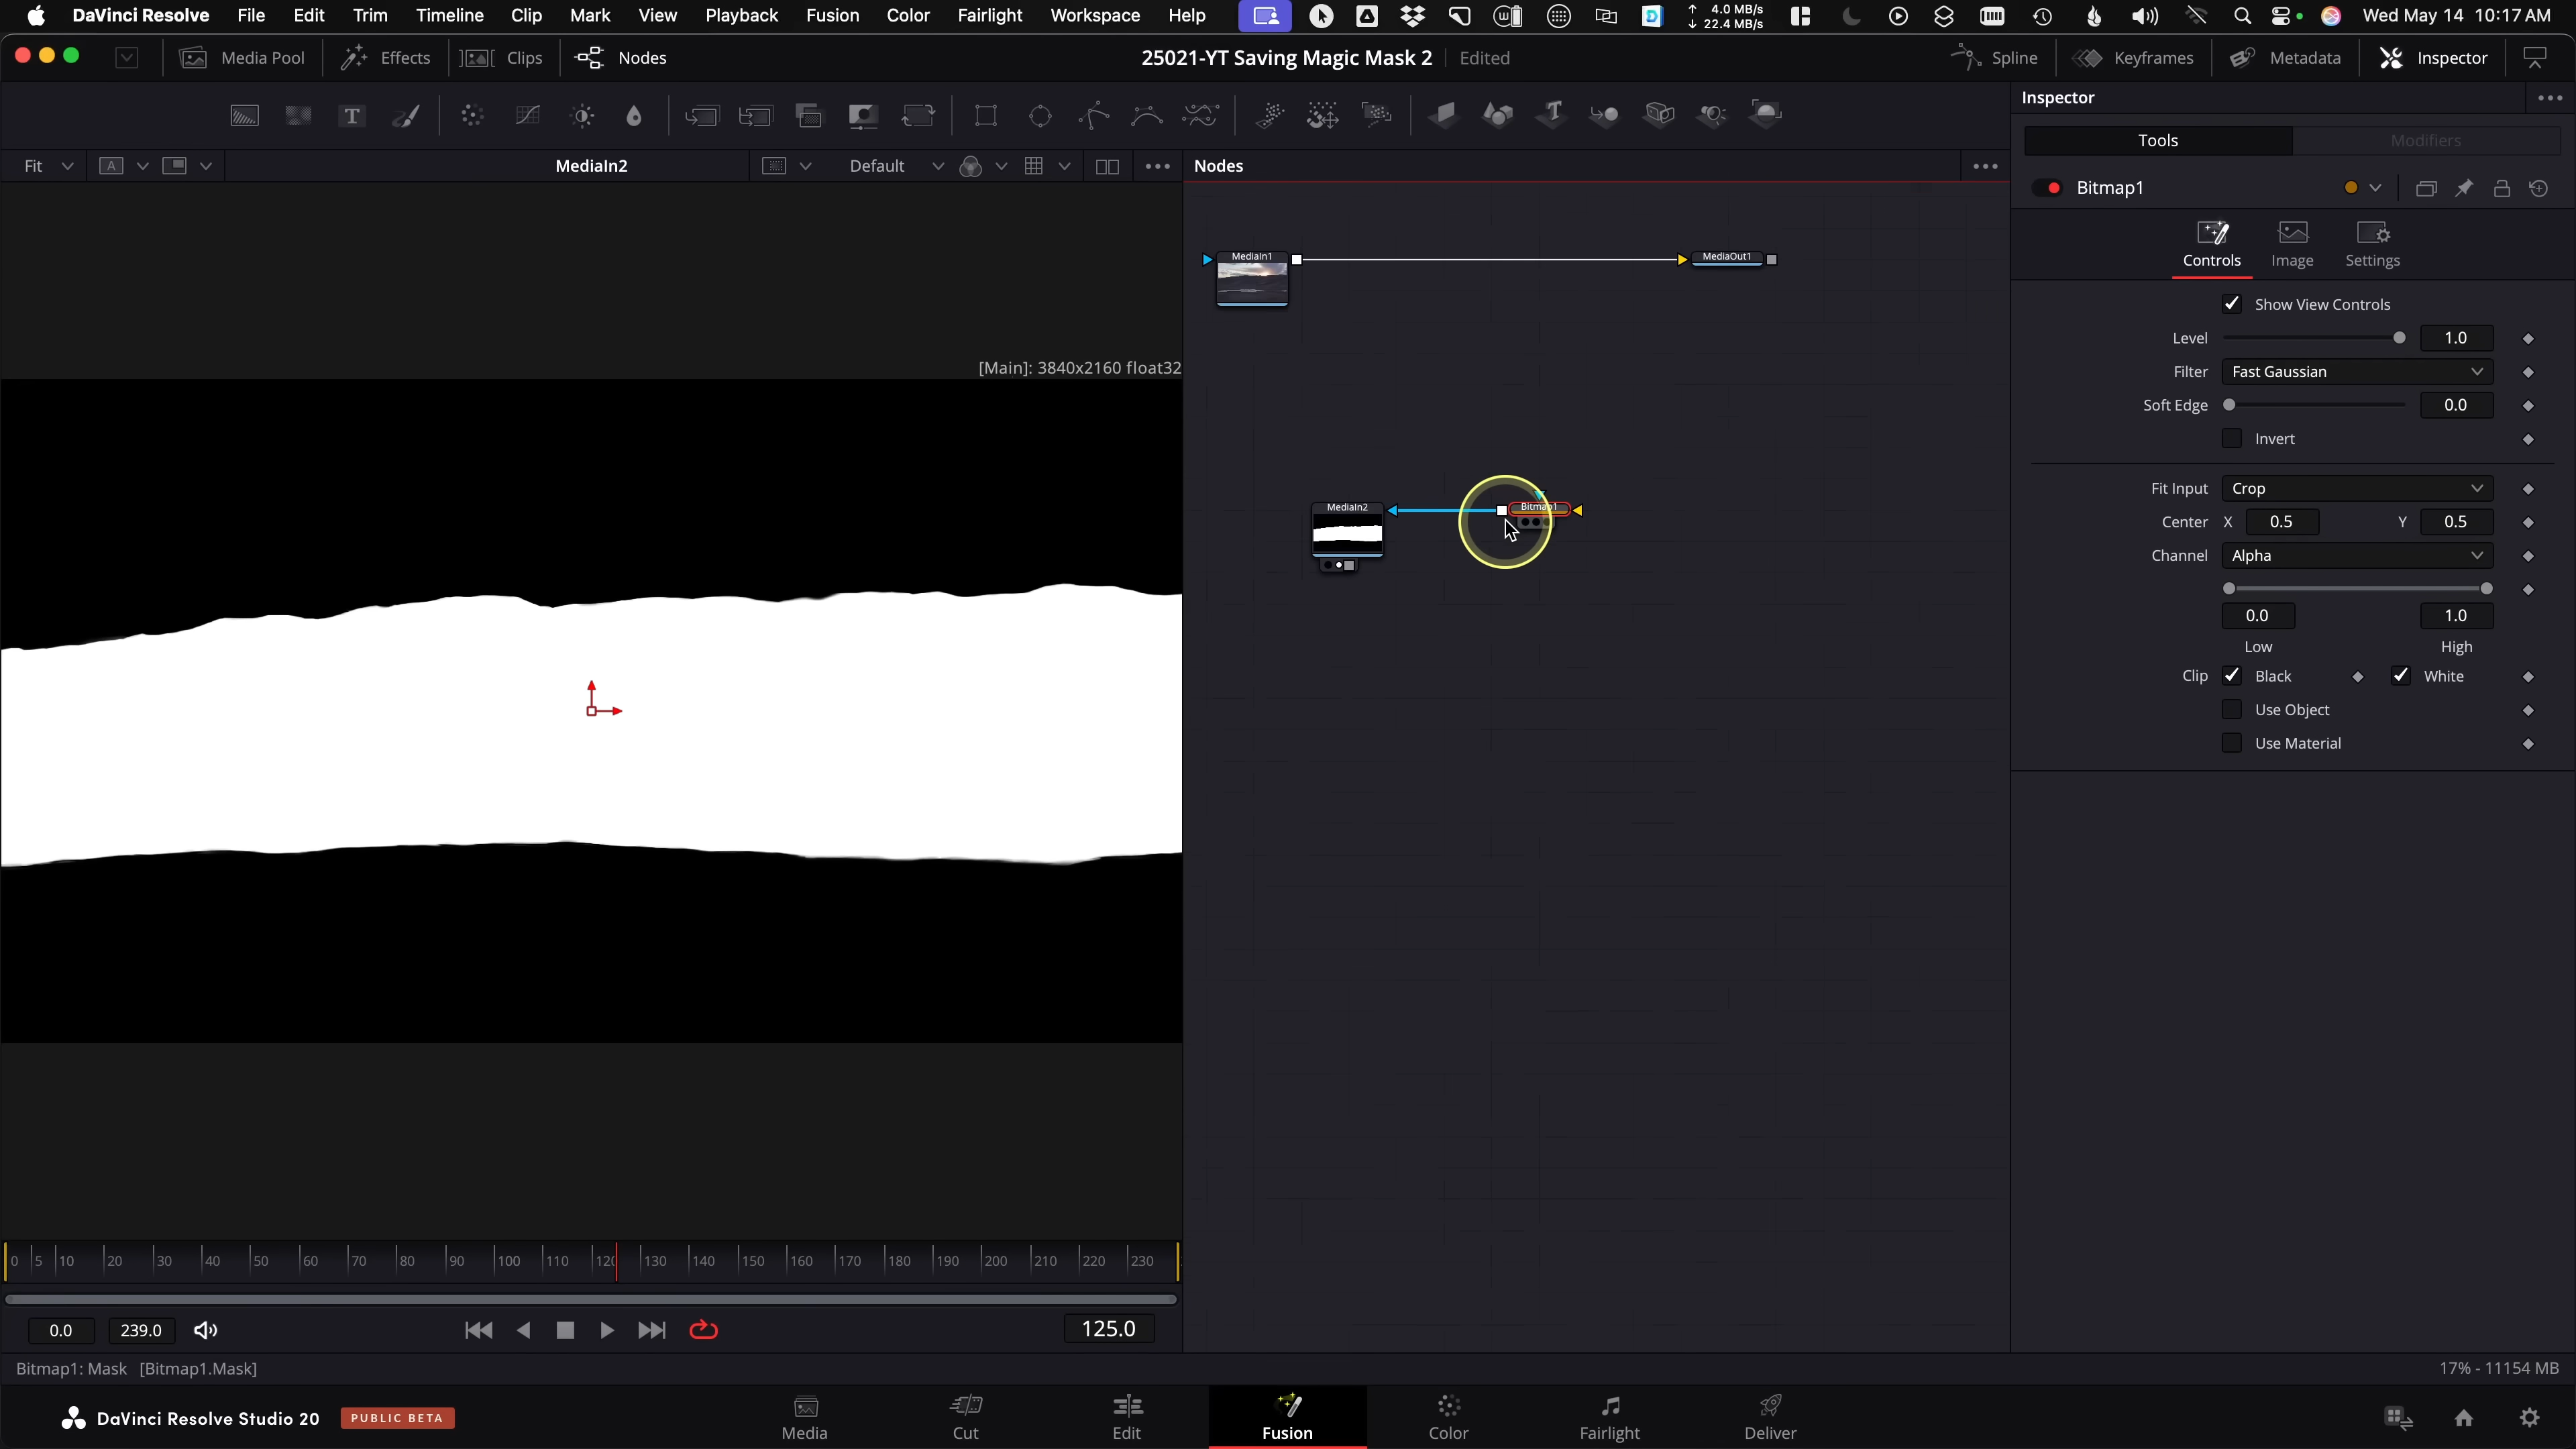 DaVinci Resolve File Edit Trim Timeline Clip Mark View Playback Fusion Color Fairlight Workspace Help
4.0 MB/s
22.4 MB/s
Wed May 14 10:17 AM
Media Pool Effects Clips Nodes
25021-YT Saving Magic Mask 2 Edited
Spline Keyframes Metadata Inspector
Inspector
Tools Modifiers
Fit A MediaIn2 Default
Nodes
Bitmap1
Controls Image Settings
MediaIn1
MediaOut1
Show View Controls
Level 1.0
[Main]: 3840x2160 float32
Filter Fast Gaussian
Soft Edge 0.0
Invert
Fit Input Crop
MediaIn2
Bitmap1
Center X 0.5 Y 0.5
Channel Alpha
0.0 1.0
Low High
Clip Black White
Use Object
Use Material
0 5 10 20 30 40 50 60 70 80 90 100 110 120 130 140 150 160 170 180 190 200 210 220 230
0.0 239.0 125.0
Bitmap1: Mask [Bitmap1.Mask]
17% - 11154 MB
DaVinci Resolve Studio 20 PUBLIC BETA
Media Cut Edit Fusion Color Fairlight Deliver